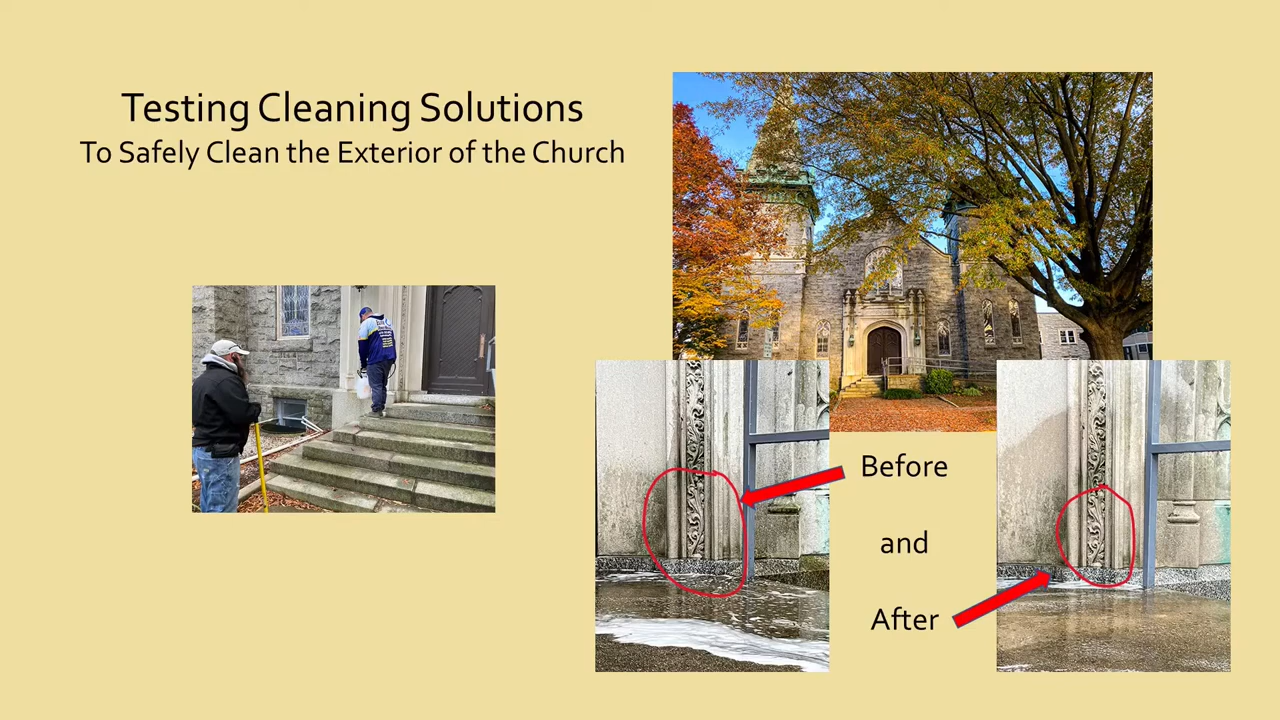 Testing Cleaning Solutions
To Safely Clean the Exterior of the Church
Before
and
After